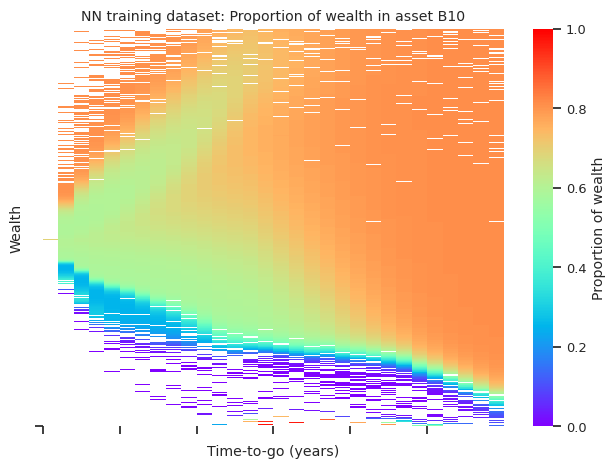 NN training dataset: Proportion of wealth in asset B10
Wealth
Time-to-go (years)
1.0
0.8
0.6
0.4
0.2
0.0
Proportion of wealth